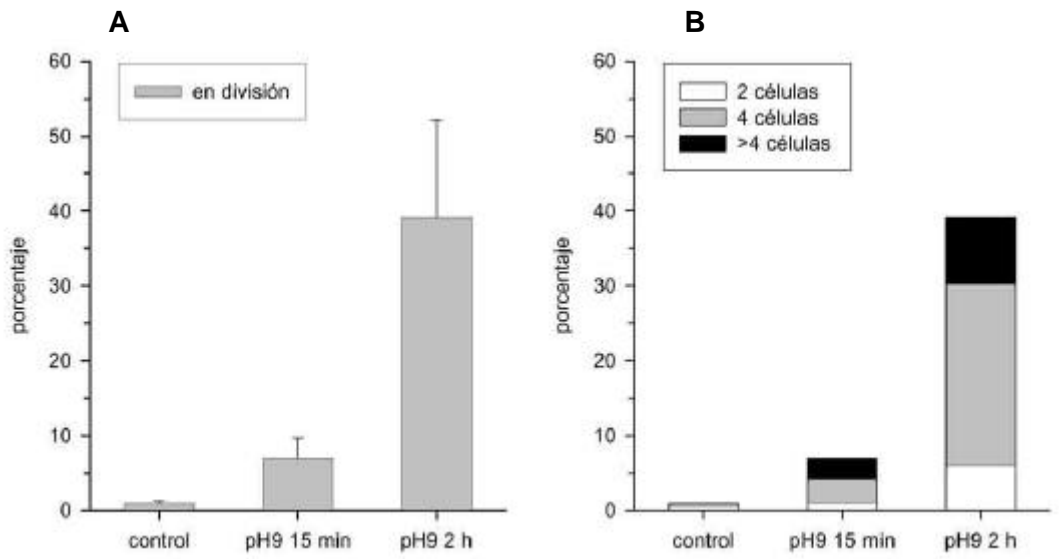 A
60
50
40
30
20
10
0
porcentaje
en división
control
pH9 15 min
pH9 2 h
B
60
50
40
30
20
10
0
porcentaje
2 células
4 células
>4 células
control
pH9 15 min
pH9 2 h